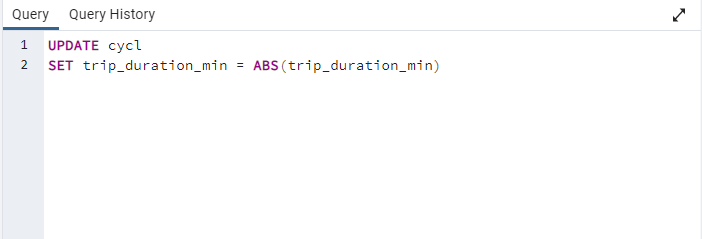 Query Query History
1 UPDATE cycl
2 SET trip_duration_min = ABS(trip_duration_min)